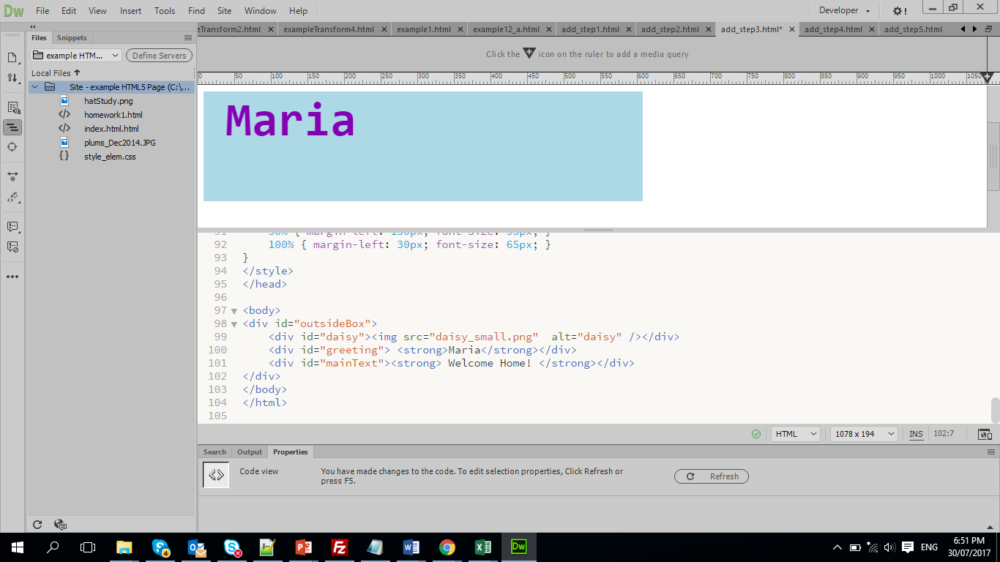 Dw File Edit View Insert Tools Find Site Window Help Developer
Files Snippets
eTransform2.html exampleTransform4.html example1.html example12_a.html add_step1.html add_step2.html add_step3.html* add_step4.html add_step5.html
example HTM... Define Servers
Click the icon on the ruler to add a media query
Local Files
0 50 100 150 200 250 300 350 400 450 500 550 600 650 700 750 800 850 900 950 1000 1050
Site - example HTML5 Page (C:\...
hatStudy.png
homework1.html
index.html.html
plums_Dec2014.JPG
style_elem.css
Maria
91 50% { margin-left: 150px; font-size: 55px; }
92 100% { margin-left: 30px; font-size: 65px; }
93 }
94 </style>
95 </head>
96
97 <body>
98 <div id="outsideBox">
99 <div id="daisy"><img src="daisy_small.png"  alt="daisy" /></div>
100 <div id="greeting"> <strong>Maria</strong></div>
101 <div id="mainText"><strong> Welcome Home! </strong></div>
102 </div>
103 </body>
104 </html>
105
HTML 1078 x 194 INS 102:7
Search Output Properties
Code view
You have made changes to the code. To edit selection properties, Click Refresh or
press F5.
Refresh
4
Dw
ENG
6:51 PM
30/07/2017